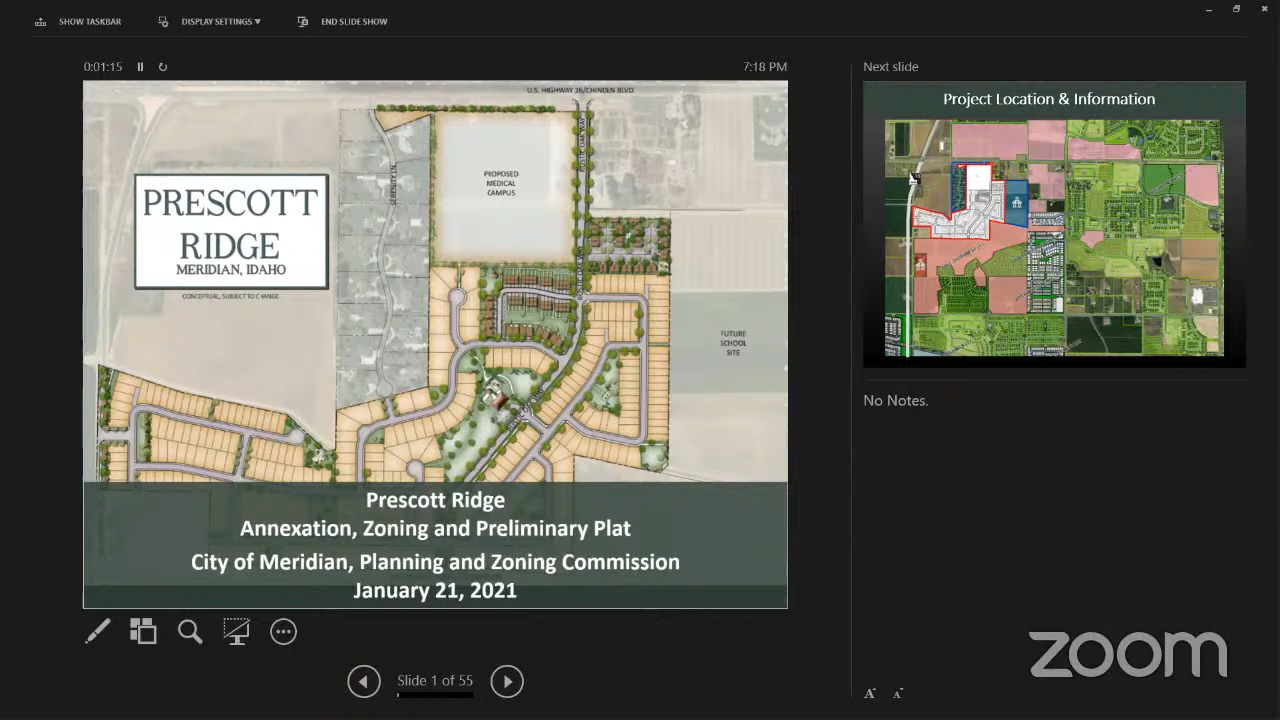 SHOW TASKBAR
DISPLAY SETTINGS ▼
END SLIDE SHOW
0:01:15
7:18 PM
Next slide
U.S. HIGHWAY 26/CHINDEN BLVD.
PROPOSED
MEDICAL
CAMPUS
SERENITY LN.
PRESCOTT
RIDGE
MERIDIAN, IDAHO
CONCEPTUAL, SUBJECT TO CHANGE
FUTURE
SCHOOL
SITE
Prescott Ridge
Annexation, Zoning and Preliminary Plat
City of Meridian, Planning and Zoning Commission
January 21, 2021
Project Location & Information
No Notes.
Slide 1 of 55
A A
zoom